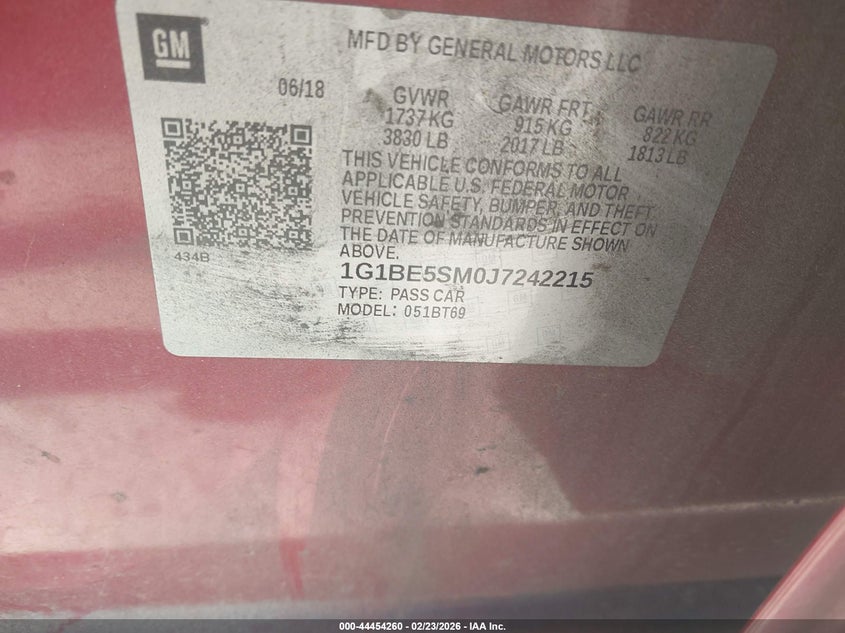 GM
MFD BY GENERAL MOTORS LLC
06/18
GVWR GAWR FRT GAWR RR
1737 KG 915 KG 822 KG
3830 LB 2017 LB 1813 LB
THIS VEHICLE CONFORMS TO ALL
APPLICABLE U.S. FEDERAL MOTOR
VEHICLE SAFETY, BUMPER, AND THEFT
PREVENTION STANDARDS IN EFFECT ON
THE DATE OF MANUFACTURE SHOWN
ABOVE.
434B
1G1BE5SM0J7242215
TYPE: PASS CAR
MODEL: 051BT69
000-44454260 - 02/23/2026 - IAA Inc.